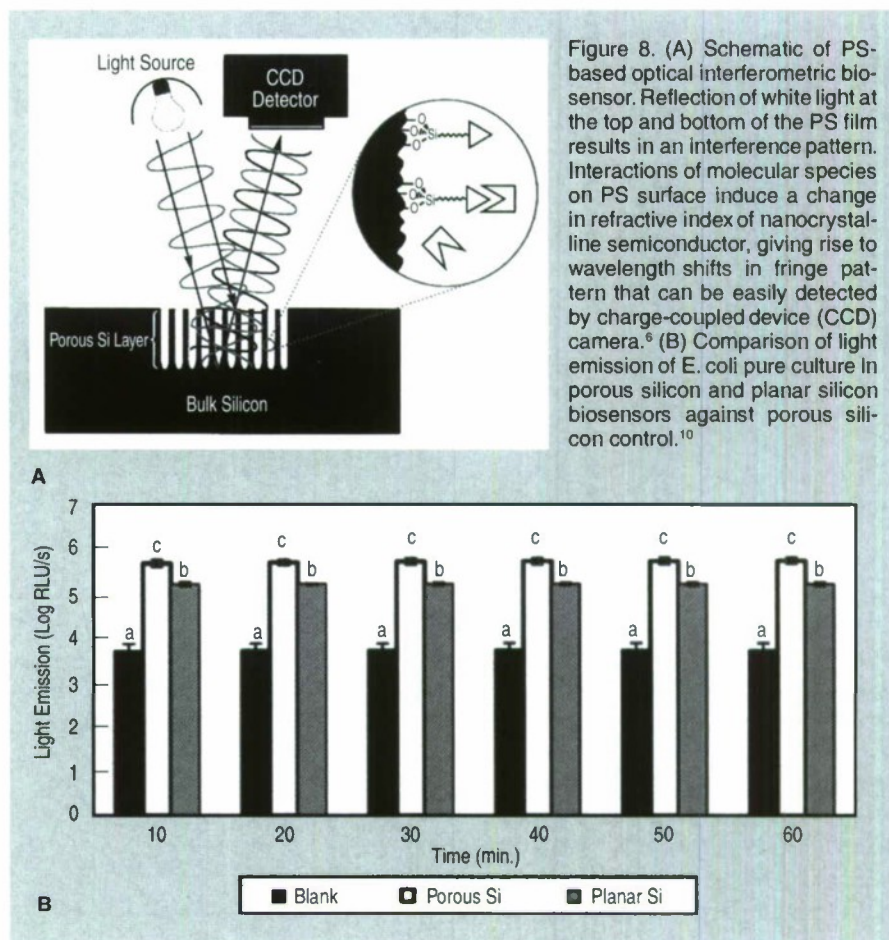 Light Source
CCD
Detector
O
O
O
Si
O
O
O
Si
Porous Si Layer
Bulk Silicon
Figure 8. (A) Schematic of PS-
based optical interferometric bio-
sensor. Reflection of white light at
the top and bottom of the PS film
results in an interference pattern.
Interactions of molecular species
on PS surface induce a change
in refractive index of nanocrystal-
line semiconductor, giving rise to
wavelength shifts in fringe pat-
tern that can be easily detected
by charge-coupled device (CCD)
camera.⁶ (B) Comparison of light
emission of E. coli pure culture in
porous silicon and planar silicon
biosensors against porous sili-
con control.¹⁰
A
Light Emission (Log RLU/s)
7
6
5
4
3
2
1
0
a c b a c b a c b a c b a c b a c b
10 20 30 40 50 60
Time (min.)
Blank Porous Si Planar Si
B